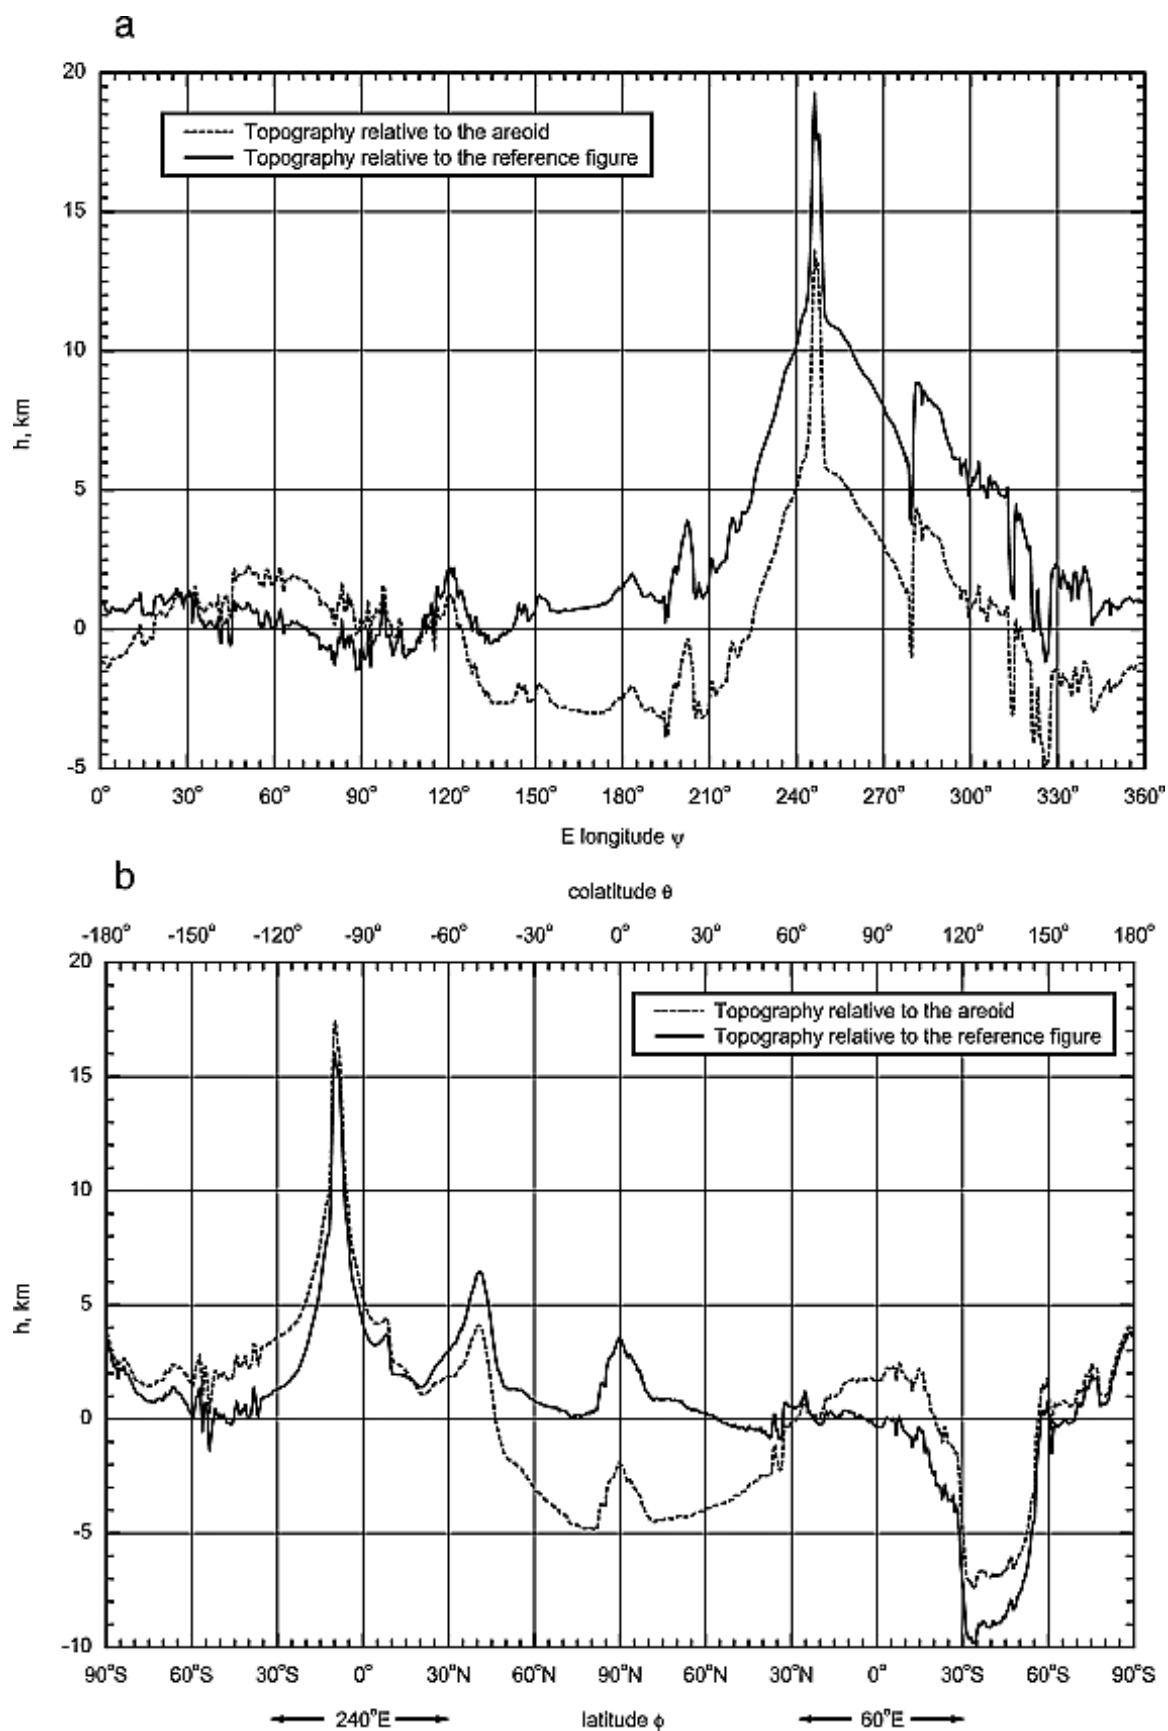 a
20
Topography relative to the areoid
Topography relative to the reference figure
15
10
h, km
5
0
-5
0° 30° 60° 90° 120° 150° 180° 210° 240° 270° 300° 330° 360°
E longitude ψ
b
colatitude θ
-180° -150° -120° -90° -60° -30° 0° 30° 60° 90° 120° 150° 180°
20
Topography relative to the areoid
Topography relative to the reference figure
15
10
h, km
5
0
-5
-10
90°S 60°S 30°S 0° 30°N 60°N 90°N 60°N 30°N 0° 30°S 60°S 90°S
240°E latitude ϕ 60°E